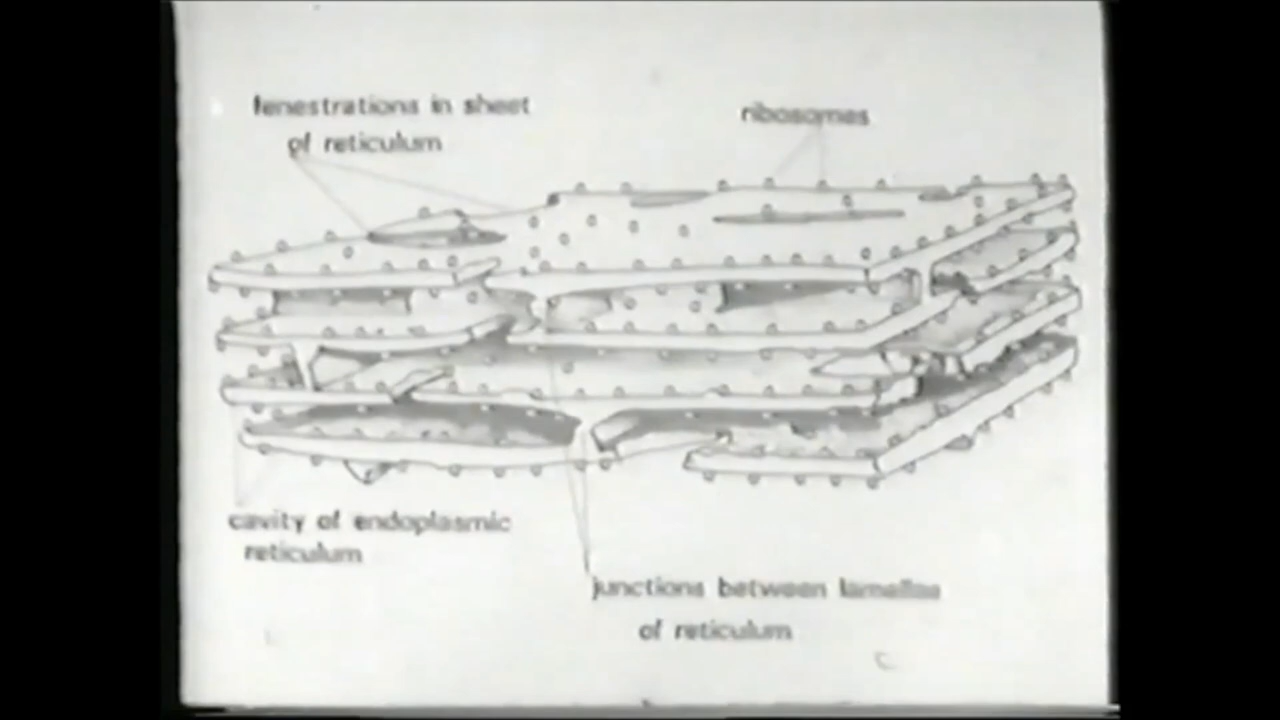 fenestrations in sheet
of reticulum
ribosomes
cavity of endoplasmic
reticulum
junctions between lamellae
of reticulum